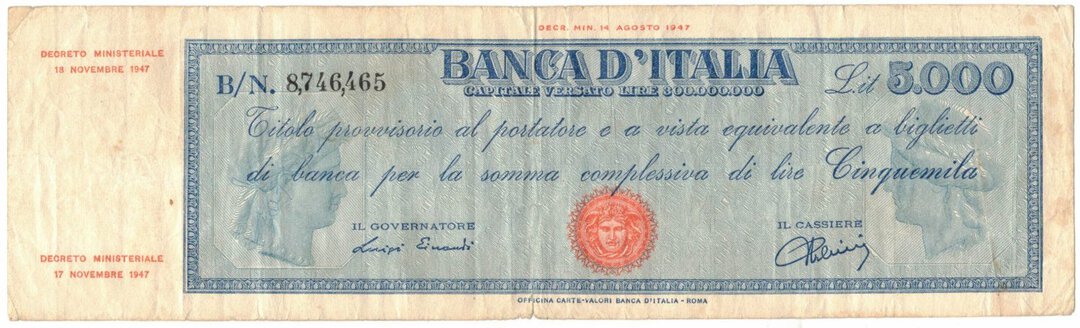 DECR. MIN. 14 AGOSTO 1947
DECRETO MINISTERIALE
18 NOVEMBRE 1947
BANCA D'ITALIA
CAPITALE VERSATO LIRE 300.000.000
B/N. 8,746,465
Lit 5.000
Titolo provvisorio al portatore e a vista equivalente a biglietti
di banca per la somma complessiva di lire Cinquemila
IL GOVERNATORE
Luigi Einaudi
IL CASSIERE
DECRETO MINISTERIALE
17 NOVEMBRE 1947
OFFICINA CARTE-VALORI BANCA D'ITALIA - ROMA